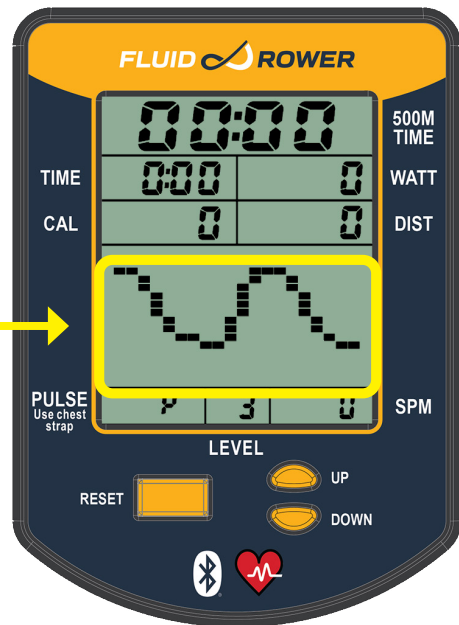 FLUID ROWER
00:00
500M
TIME
TIME 0:00 0 WATT
CAL 0 0 DIST
PULSE
Use chest
strap
P 3 0 SPM
LEVEL
RESET
UP
DOWN